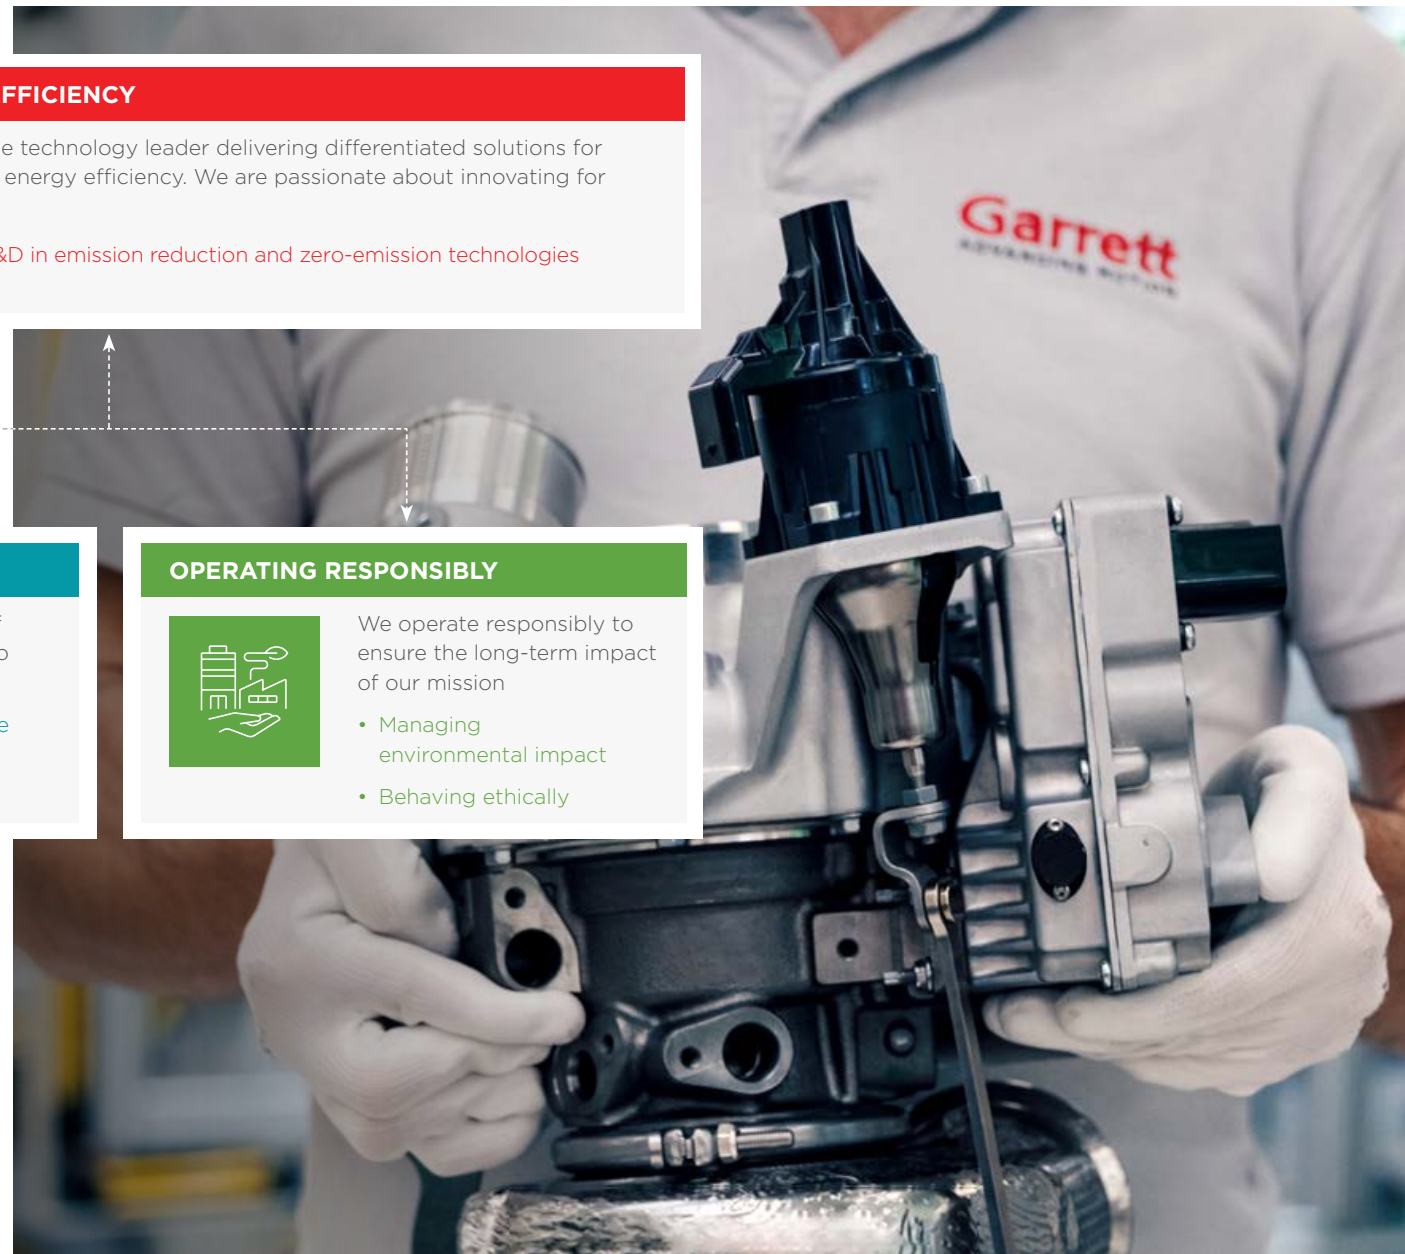 FFICIENCY
e technology leader delivering differentiated solutions for
energy efficiency. We are passionate about innovating for
&D in emission reduction and zero-emission technologies
Garrett
ADVANCING MOTION
e
OPERATING RESPONSIBLY
We operate responsibly to
ensure the long-term impact
of our mission
• Managing
environmental impact
• Behaving ethically